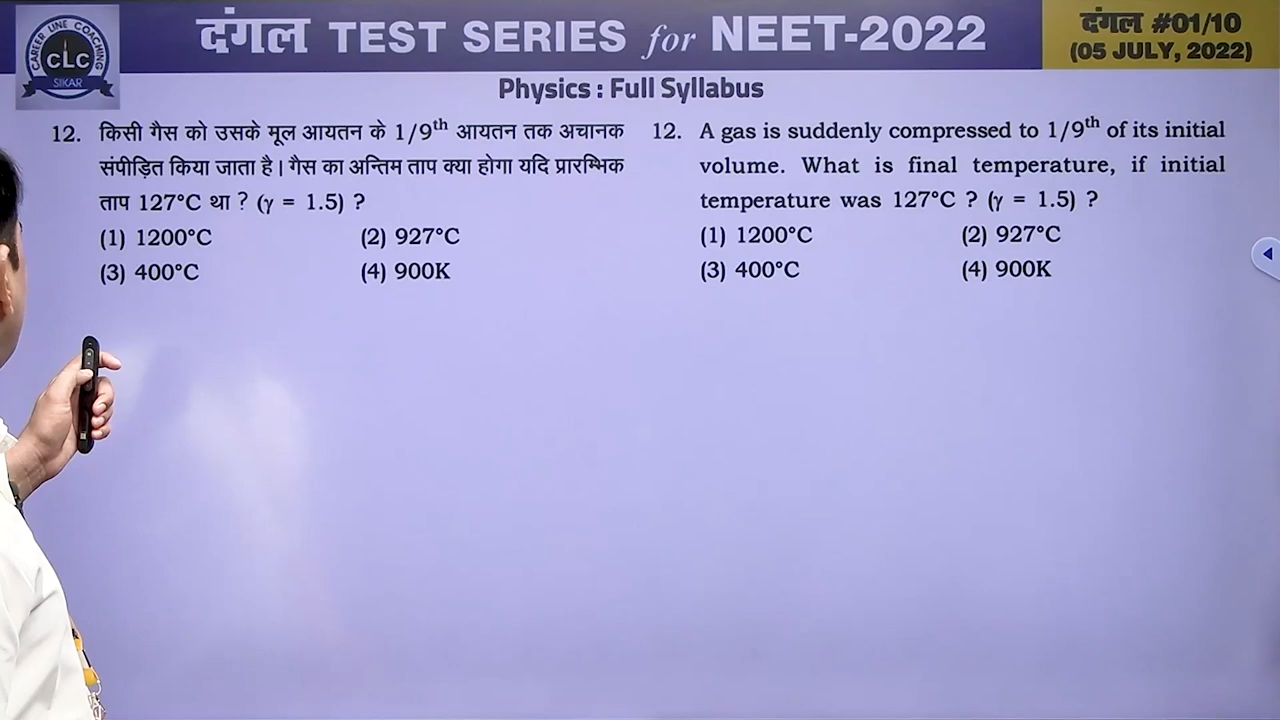 CAREER LINE COACHING
CLC
SIKAR
दंगल TEST SERIES for NEET-2022
दंगल #01/10
(05 JULY, 2022)
Physics : Full Syllabus
12. किसी गैस को उसके मूल आयतन के 1/9th आयतन तक अचानक
संपीड़ित किया जाता है। गैस का अन्तिम ताप क्या होगा यदि प्रारम्भिक
ताप 127°C था ? (γ = 1.5) ?
(1) 1200°C (2) 927°C
(3) 400°C (4) 900K
12. A gas is suddenly compressed to 1/9th of its initial
volume. What is final temperature, if initial
temperature was 127°C ? (γ = 1.5) ?
(1) 1200°C (2) 927°C
(3) 400°C (4) 900K